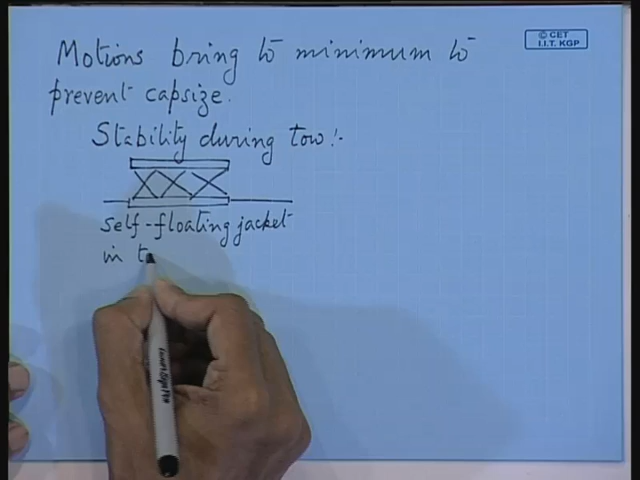 Motions bring to minimum to
© CET
I.I.T. KGP
prevent capsize.
Stability during tow:-
self-floating jacket
in t